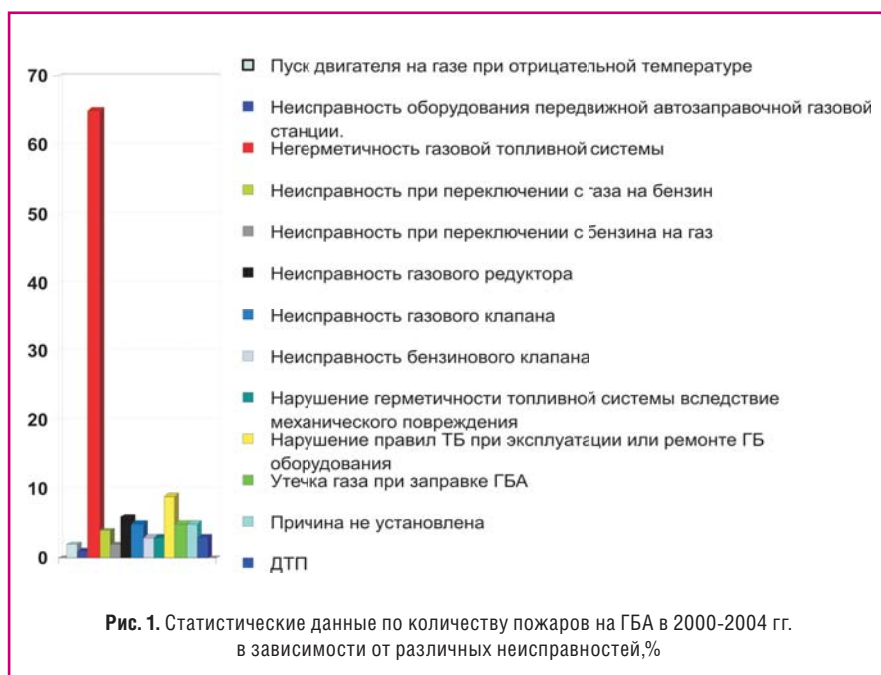 70
60
50
40
30
20
10
0
Пуск двигателя на газе при отрицательной температуре
Неисправность оборудования передвижной автозаправочной газовой
станции.
Негерметичность газовой топливной системы
Неисправность при переключении с газа на бензин
Неисправность при переключении с бензина на газ
Неисправность газового редуктора
Неисправность газового клапана
Неисправность бензинового клапана
Нарушение герметичности топливной системы вследствие
механического повреждения
Нарушение правил ТБ при эксплуатации или ремонте ГБ
оборудования
Утечка газа при заправке ГБА
Причина не установлена
ДТП
Рис. 1. Статистические данные по количеству пожаров на ГБА в 2000-2004 гг.
в зависимости от различных неисправностей,%